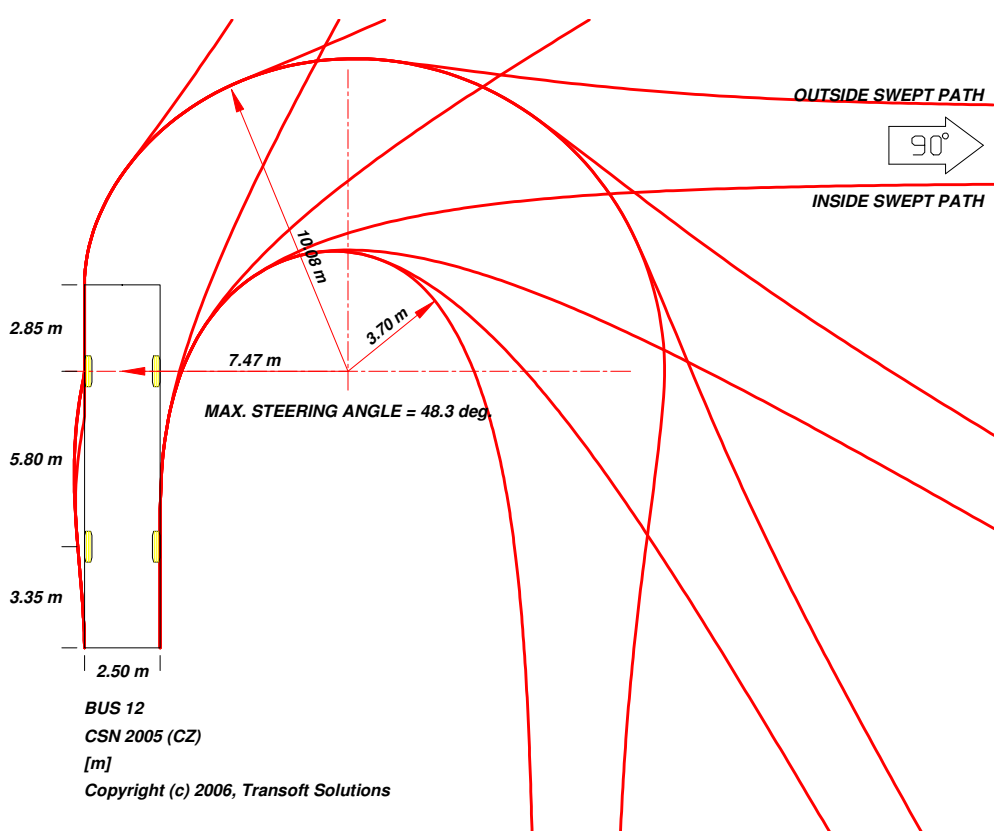 OUTSIDE SWEPT PATH
90°
INSIDE SWEPT PATH
10.08 m
3.70 m
2.85 m
7.47 m
MAX. STEERING ANGLE = 48.3 deg.
5.80 m
3.35 m
2.50 m
BUS 12
CSN 2005 (CZ)
[m]
Copyright (c) 2006, Transoft Solutions